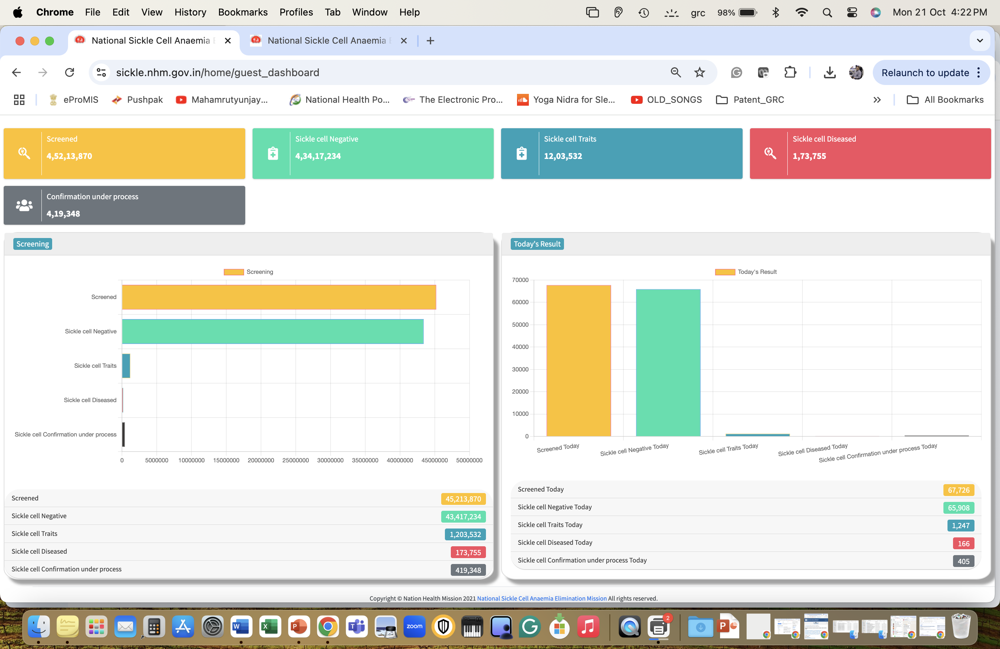 Chrome File Edit View History Bookmarks Profiles Tab Window Help grc 98% Mon 21 Oct 4:22 PM
National Sickle Cell Anaemia National Sickle Cell Anaemia
sickle.nhm.gov.in/home/guest_dashboard Relaunch to update
eProMIS Pushpak Mahamrutyunjay... National Health Po... The Electronic Pro... Yoga Nidra for Sle... OLD_SONGS Patent_GRC All Bookmarks
Screened
4,52,13,870
Sickle cell Negative
4,34,17,234
Sickle cell Traits
12,03,532
Sickle cell Diseased
1,73,755
Confirmation under process
4,19,348
Screening
Screening
Screened
Sickle cell Negative
Sickle cell Traits
Sickle cell Diseased
Sickle cell Confirmation under process
0 5000000 10000000 15000000 20000000 25000000 30000000 35000000 40000000 45000000 50000000
Screened 45,213,870
Sickle cell Negative 43,417,234
Sickle cell Traits 1,203,532
Sickle cell Diseased 173,755
Sickle cell Confirmation under process 419,348
Today's Result
Today's Result
70000
60000
50000
40000
30000
20000
10000
0
Screened Today
Sickle cell Negative Today
Sickle cell Traits Today
Sickle cell Diseased Today
Sickle cell Confirmation under process Today
Screened Today 67,726
Sickle cell Negative Today 65,908
Sickle cell Traits Today 1,247
Sickle cell Diseased Today 166
Sickle cell Confirmation under process Today 405
Copyright © Nation Health Mission 2021 National Sickle Cell Anaemia Elimination Mission All rights reserved.
zoom
2